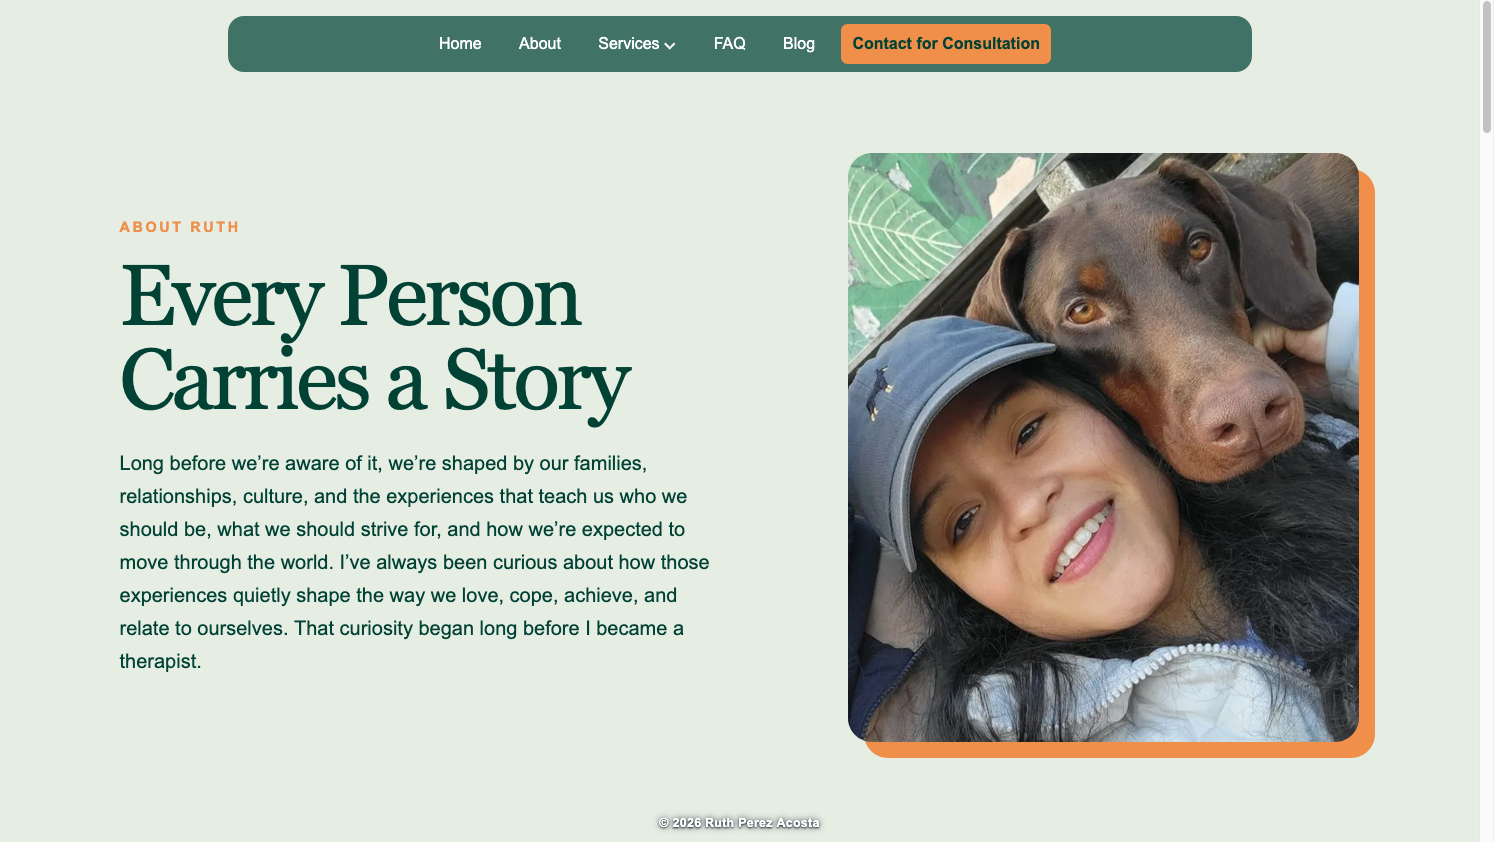 Home About Services FAQ Blog Contact for Consultation
ABOUT RUTH
Every Person
Carries a Story
Long before we’re aware of it, we’re shaped by our families,
relationships, culture, and the experiences that teach us who we
should be, what we should strive for, and how we’re expected to
move through the world. I’ve always been curious about how those
experiences quietly shape the way we love, cope, achieve, and
relate to ourselves. That curiosity began long before I became a
therapist.
© 2026 Ruth Perez Acosta